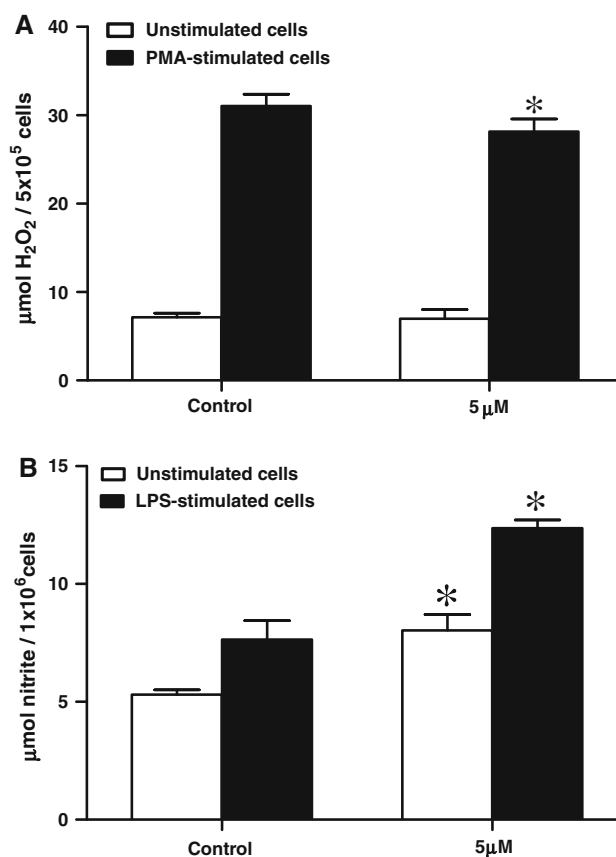 A
Unstimulated cells
PMA-stimulated cells
µmol H₂O₂ / 5x10⁵ cells
40
30
20
10
0
*
Control
5 µM
B
Unstimulated cells
LPS-stimulated cells
µmol nitrite / 1x10⁶cells
15
10
5
0
*
*
Control
5µM